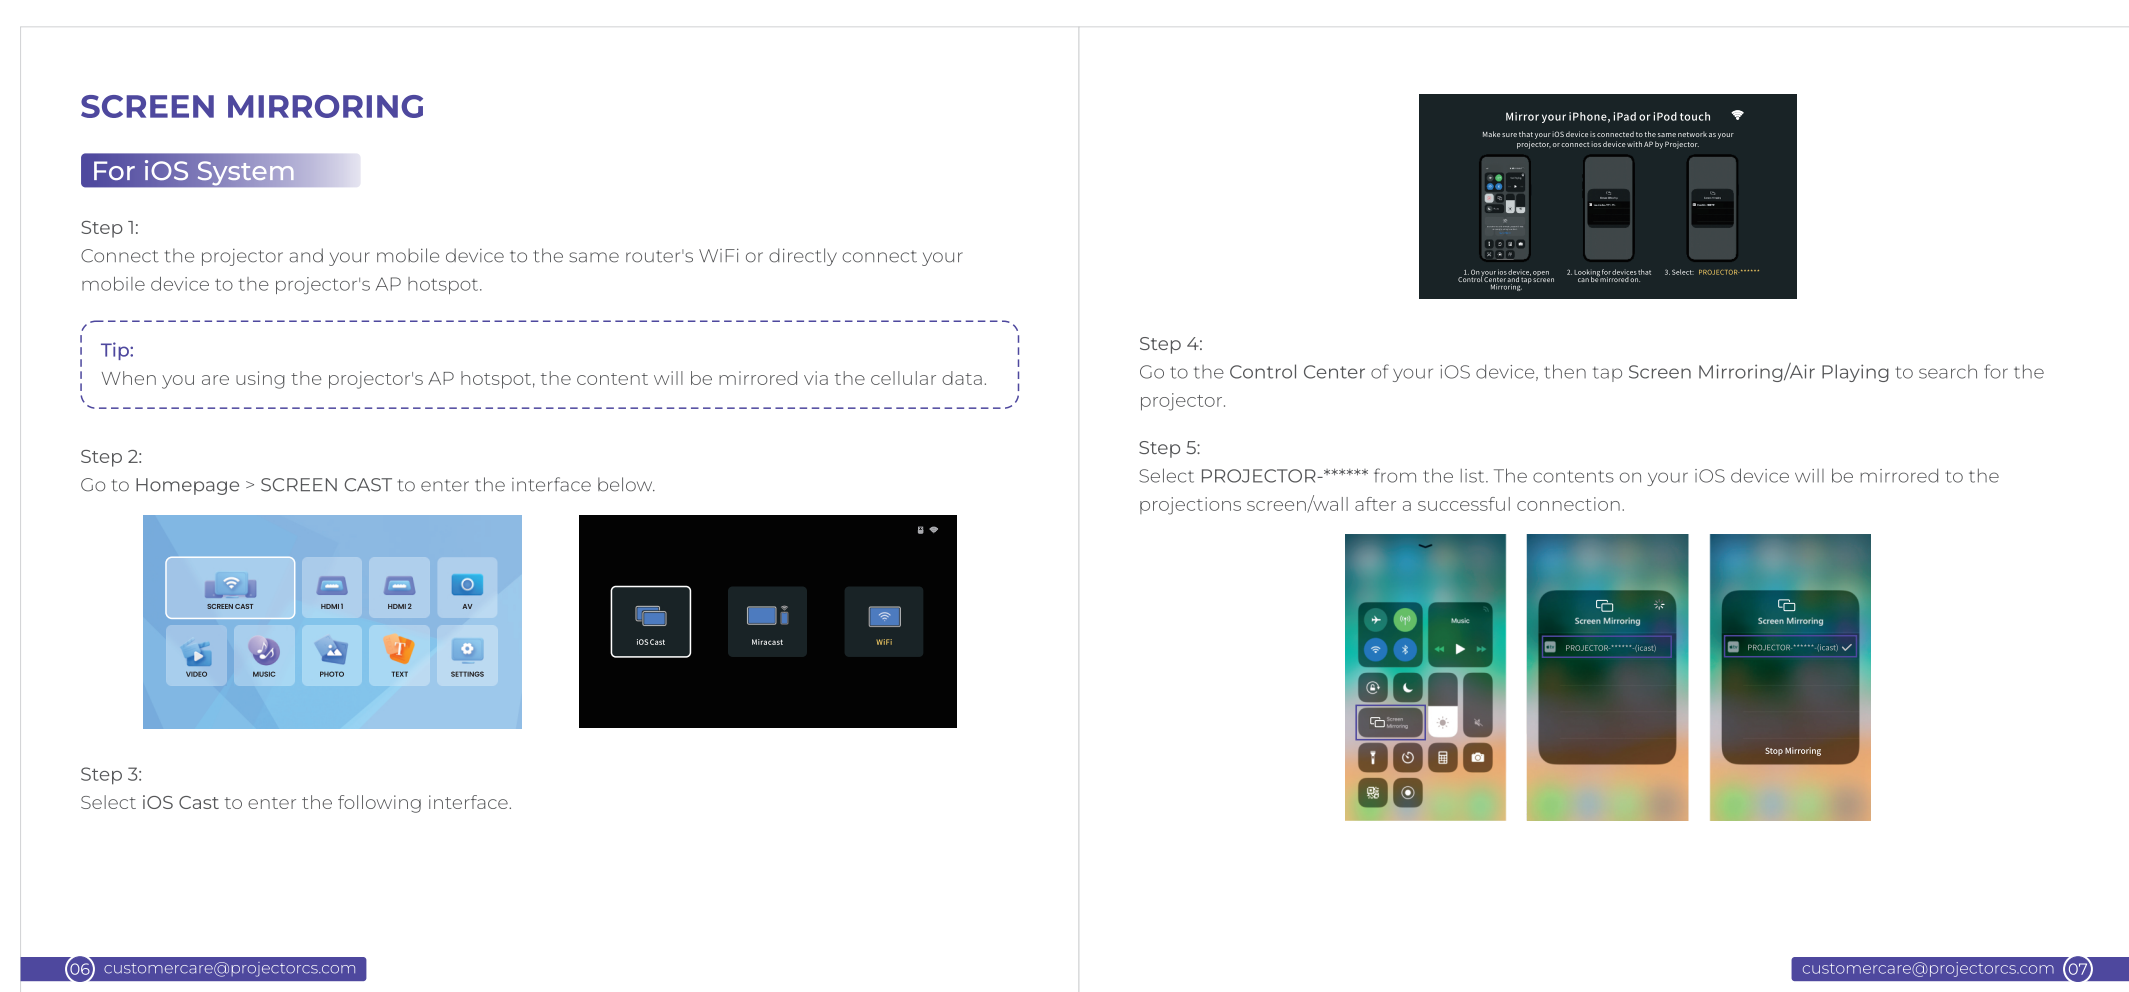 SCREEN MIRRORING
For iOS System
Step 1:
Connect the projector and your mobile device to the same router's WiFi or directly connect your
mobile device to the projector's AP hotspot.
Tip:
When you are using the projector's AP hotspot, the content will be mirrored via the cellular data.
Step 2:
Go to Homepage > SCREEN CAST to enter the interface below.
SCREEN CAST
HDMI 1
HDMI 2
AV
VIDEO
MUSIC
PHOTO
TEXT
SETTINGS
iOS Cast
Miracast
WiFi
Step 3:
Select iOS Cast to enter the following interface.
06 customercare@projectorcs.com
Mirror your iPhone, iPad or iPod touch
Make sure that your iOS device is connected to the same network as your
projector, or connect ios device with AP by Projector.
1. On your ios device, open
Control Center and tap screen
Mirroring.
2. Looking for devices that
can be mirrored on.
3. Select: PROJECTOR-******
Step 4:
Go to the Control Center of your iOS device, then tap Screen Mirroring/Air Playing to search for the
projector.
Step 5:
Select PROJECTOR-****** from the list. The contents on your iOS device will be mirrored to the
projections screen/wall after a successful connection.
Music
Screen
Mirroring
Screen Mirroring
PROJECTOR-******-(icast)
Screen Mirroring
PROJECTOR-******-(icast)
Stop Mirroring
customercare@projectorcs.com 07